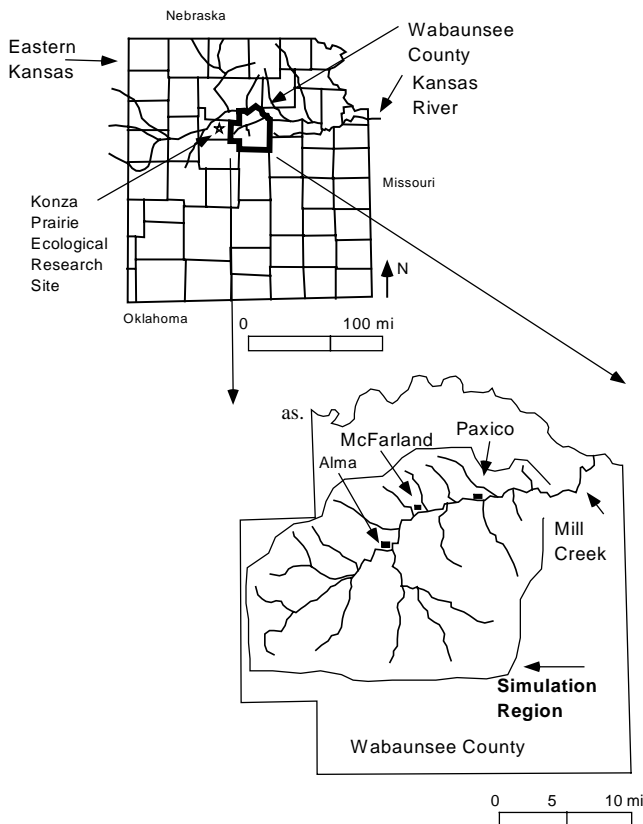 Nebraska
Eastern
Kansas
Wabaunsee
County
Kansas
River
Missouri
Konza
Prairie
Ecological
Research
Site
N
Oklahoma
0 100 mi
as.
McFarland
Paxico
Alma
Mill
Creek
Simulation
Region
Wabaunsee County
0 5 10 mi